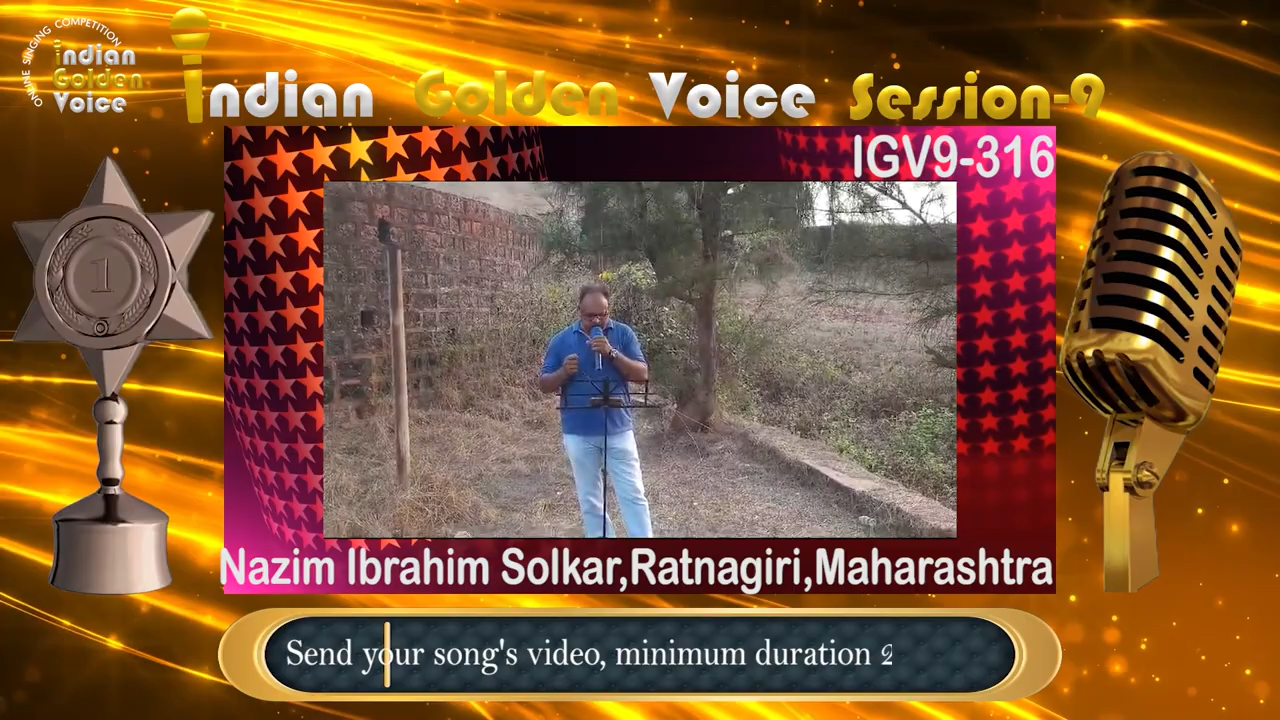 ONLINE SINGING COMPETITION
indian
Golden
Voice
indian Golden Voice Session-9
IGV9-316
1
Nazim Ibrahim Solkar,Ratnagiri,Maharashtra
Send your song's video, minimum duration 2